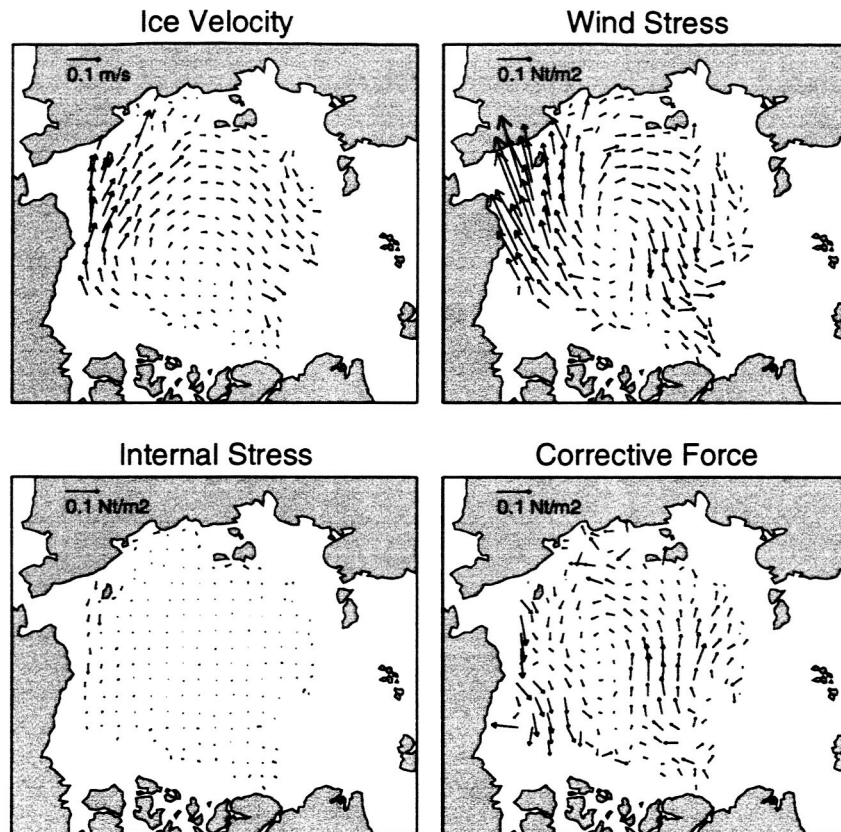 Ice Velocity
Wind Stress
0.1 m/s
0.1 Nt/m2
Internal Stress
Corrective Force
0.1 Nt/m2
0.1 Nt/m2